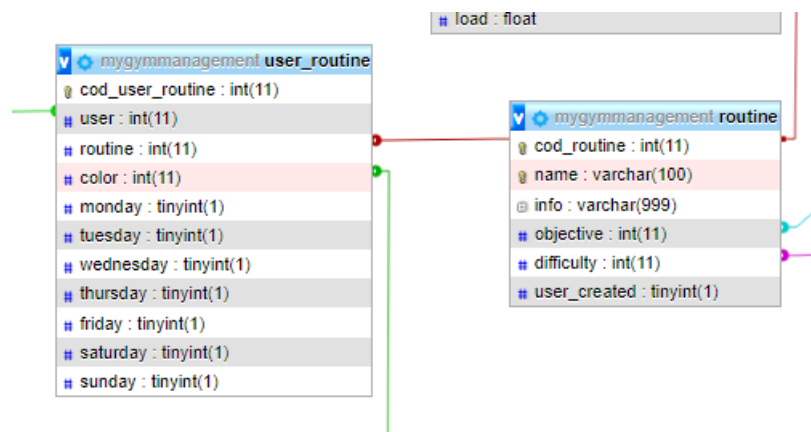 # load : float
v mygymmanagement user_routine
cod_user_routine : int(11)
# user : int(11)
# routine : int(11)
# color : int(11)
# monday : tinyint(1)
# tuesday : tinyint(1)
# wednesday : tinyint(1)
# thursday : tinyint(1)
# friday : tinyint(1)
# saturday : tinyint(1)
# sunday : tinyint(1)
v mygymmanagement routine
cod_routine : int(11)
name : varchar(100)
info : varchar(999)
# objective : int(11)
# difficulty : int(11)
# user_created : tinyint(1)